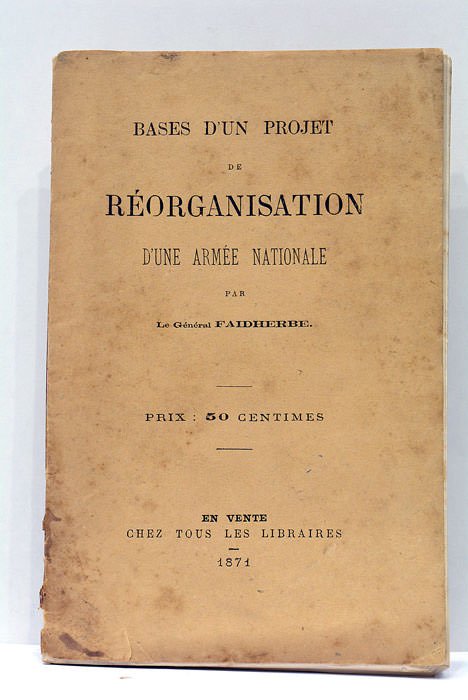 BASES D'UN PROJET
DE
RÉORGANISATION
D'UNE ARMÉE NATIONALE
PAR
Le Général FAIDHERBE.
PRIX : 50 CENTIMES
EN VENTE
CHEZ TOUS LES LIBRAIRES
1871